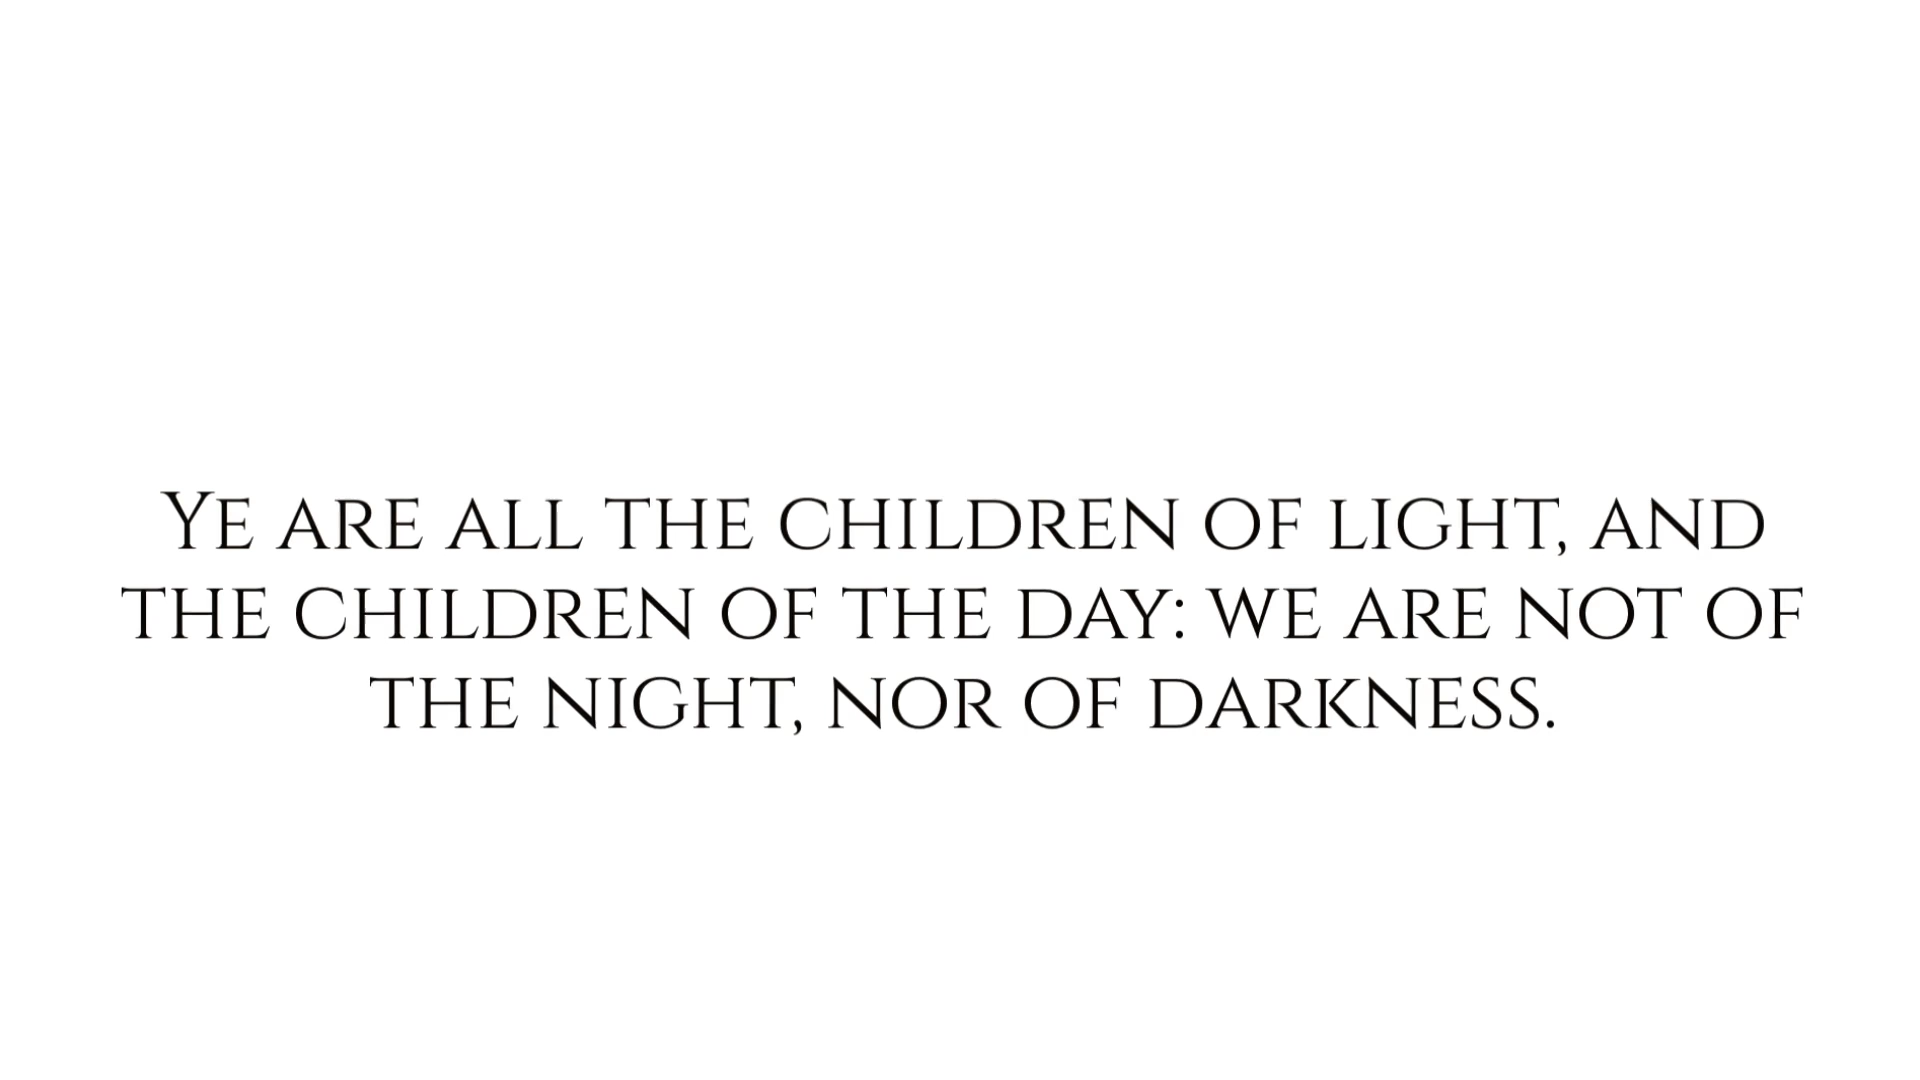 Ye are all the children of light, and
the children of the day: we are not of
the night, nor of darkness.